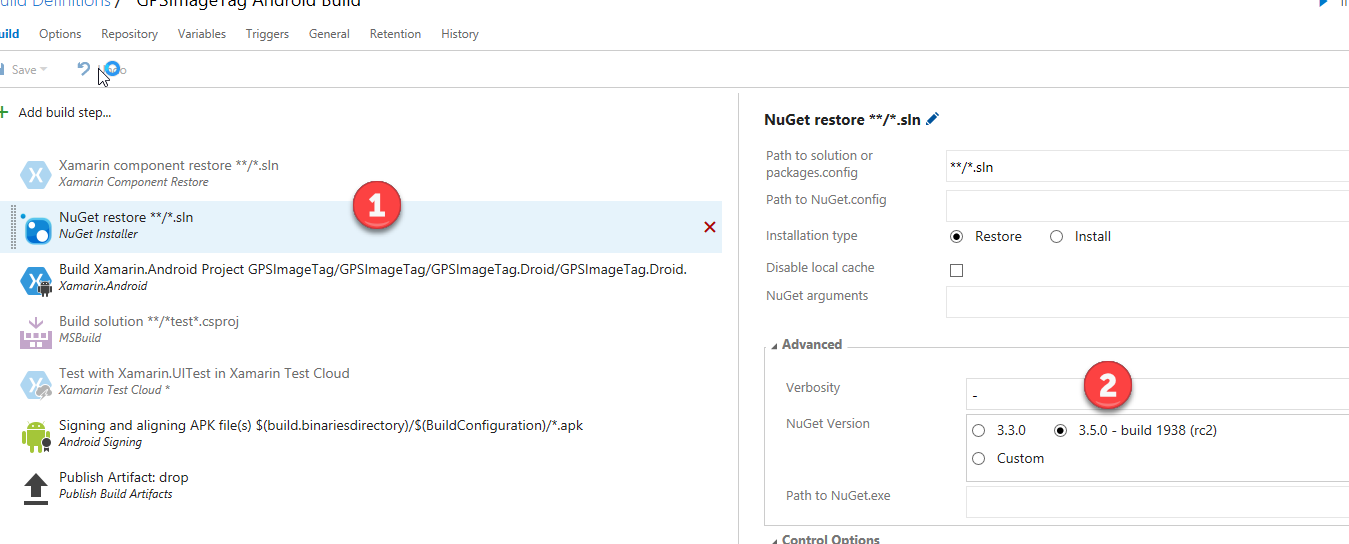 Build Definitions / GPSImageTag Android Build
Build Options Repository Variables Triggers General Retention History
Save
+ Add build step...
Xamarin component restore **/*.sln
Xamarin Component Restore
1
NuGet restore **/*.sln
NuGet Installer
Build Xamarin.Android Project GPSImageTag/GPSImageTag/GPSImageTag.Droid/GPSImageTag.Droid.
Xamarin.Android
Build solution **/*test*.csproj
MSBuild
Test with Xamarin.UITest in Xamarin Test Cloud
Xamarin Test Cloud *
Signing and aligning APK file(s) $(build.binariesdirectory)/$(BuildConfiguration)/*.apk
Android Signing
Publish Artifact: drop
Publish Build Artifacts
NuGet restore **/*.sln
Path to solution or
packages.config
**/*.sln
Path to NuGet.config
Installation type Restore Install
Disable local cache
NuGet arguments
Advanced
Verbosity -
2
NuGet Version 3.3.0 3.5.0 - build 1938 (rc2)
Custom
Path to NuGet.exe
Control Options